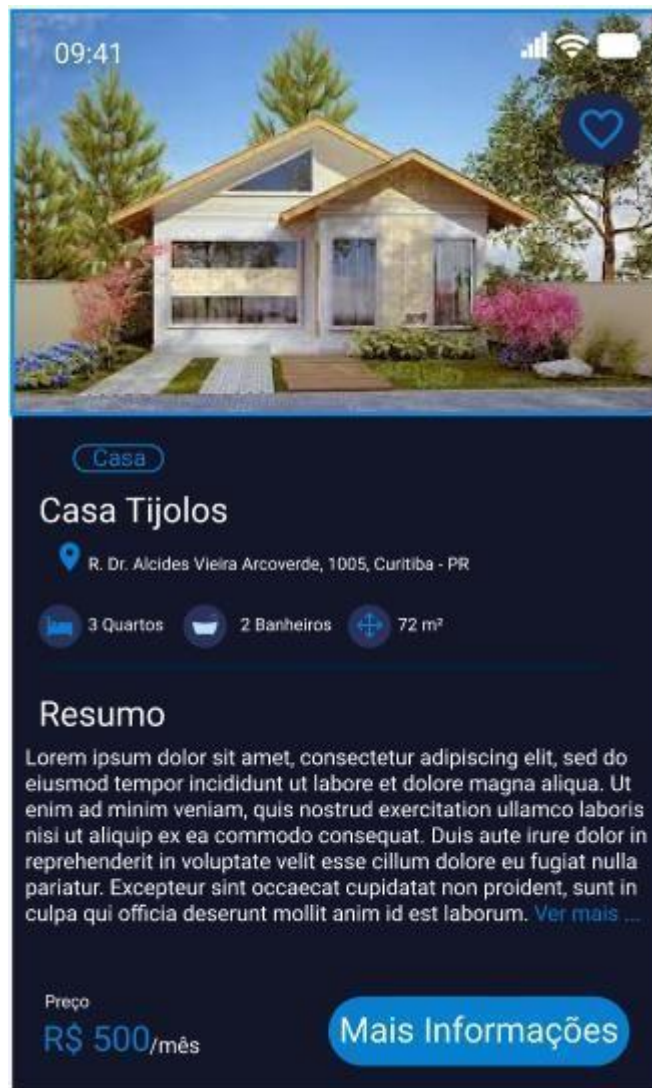 09:41
Casa
Casa Tijolos
R. Dr. Alcides Vieira Arcoverde, 1005, Curitiba - PR
3 Quartos 2 Banheiros 72 m²
Resumo
Lorem ipsum dolor sit amet, consectetur adipiscing elit, sed do
eiusmod tempor incididunt ut labore et dolore magna aliqua. Ut
enim ad minim veniam, quis nostrud exercitation ullamco laboris
nisi ut aliquip ex ea commodo consequat. Duis aute irure dolor in
reprehenderit in voluptate velit esse cillum dolore eu fugiat nulla
pariatur. Excepteur sint occaecat cupidatat non proident, sunt in
culpa qui officia deserunt mollit anim id est laborum. Ver mais ...
Preço
R$ 500/mês
Mais Informações